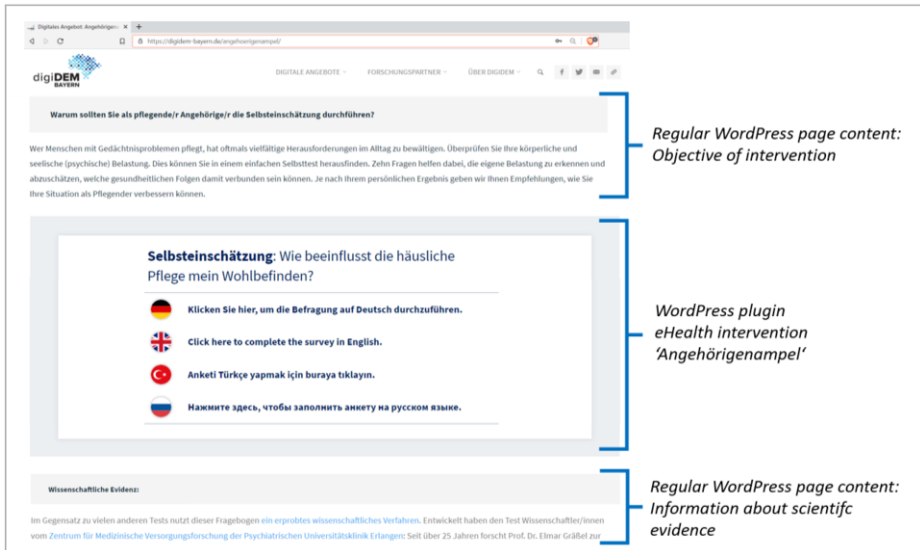 Digitales Angebot: Angehörigen
https://digidem-bayern.de/angehoerigenampel/
digiDEM
BAYERN
DIGITALE ANGEBOTE
FORSCHUNGSPARTNER
ÜBER DIGIDEM
Warum sollten Sie als pflegende/r Angehörige/r die Selbsteinschätzung durchführen?
Wer Menschen mit Gedächtnisproblemen pflegt, hat oftmals vielfältige Herausforderungen im Alltag zu bewältigen. Überprüfen Sie Ihre körperliche und
seelische (psychische) Belastung. Dies können Sie in einem einfachen Selbsttest herausfinden. Zehn Fragen helfen dabei, die eigene Belastung zu erkennen und
abzuschätzen, welche gesundheitlichen Folgen damit verbunden sein können. Je nach Ihrem persönlichen Ergebnis geben wir Ihnen Empfehlungen, wie Sie
Ihre Situation als Pflegender verbessern können.
Regular WordPress page content:
Objective of intervention
Selbsteinschätzung: Wie beeinflusst die häusliche
Pflege mein Wohlbefinden?
Klicken Sie hier, um die Befragung auf Deutsch durchzuführen.
Click here to complete the survey in English.
Anketi Türkçe yapmak için buraya tıklayın.
Нажмите здесь, чтобы заполнить анкету на русском языке.
WordPress plugin
eHealth intervention
‘Angehörigenampel‘
Wissenschaftliche Evidenz:
Im Gegensatz zu vielen anderen Tests nutzt dieser Fragebogen ein erprobtes wissenschaftliches Verfahren. Entwickelt haben den Test Wissenschaftler/innen
vom Zentrum für Medizinische Versorgungsforschung der Psychiatrischen Universitätsklinik Erlangen: Seit über 25 Jahren forscht Prof. Dr. Elmar Gräßel zur
Regular WordPress page content:
Information about scientifc
evidence